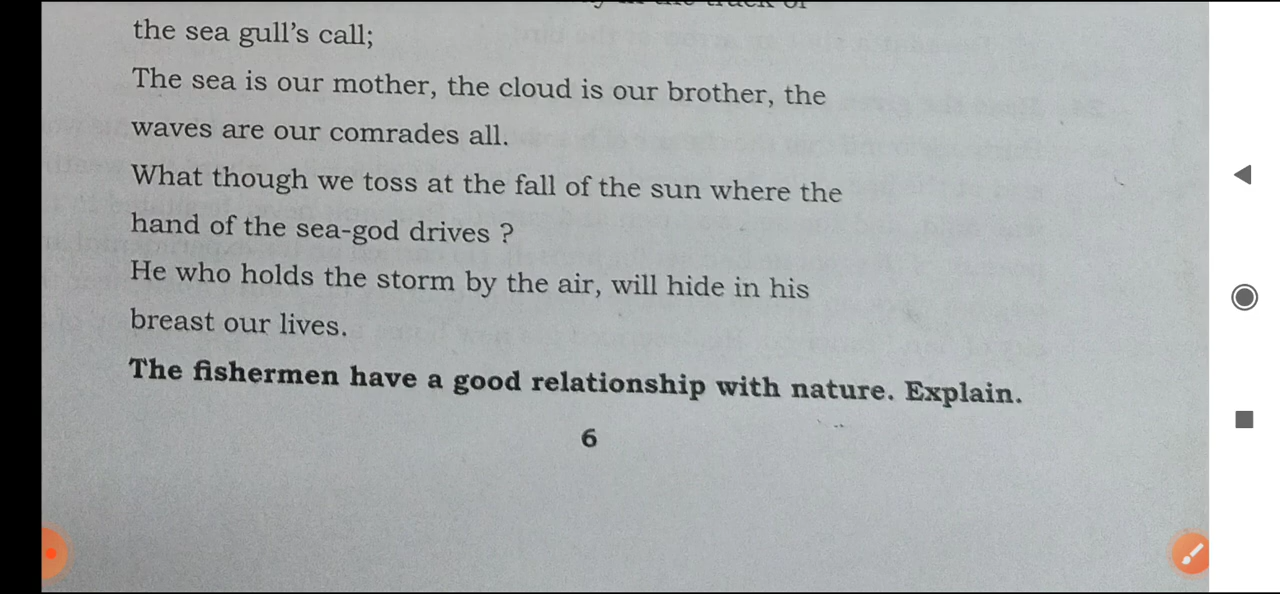 the sea gull's call;
The sea is our mother, the cloud is our brother, the
waves are our comrades all.
What though we toss at the fall of the sun where the
hand of the sea-god drives ?
He who holds the storm by the air, will hide in his
breast our lives.
The fishermen have a good relationship with nature. Explain.
6